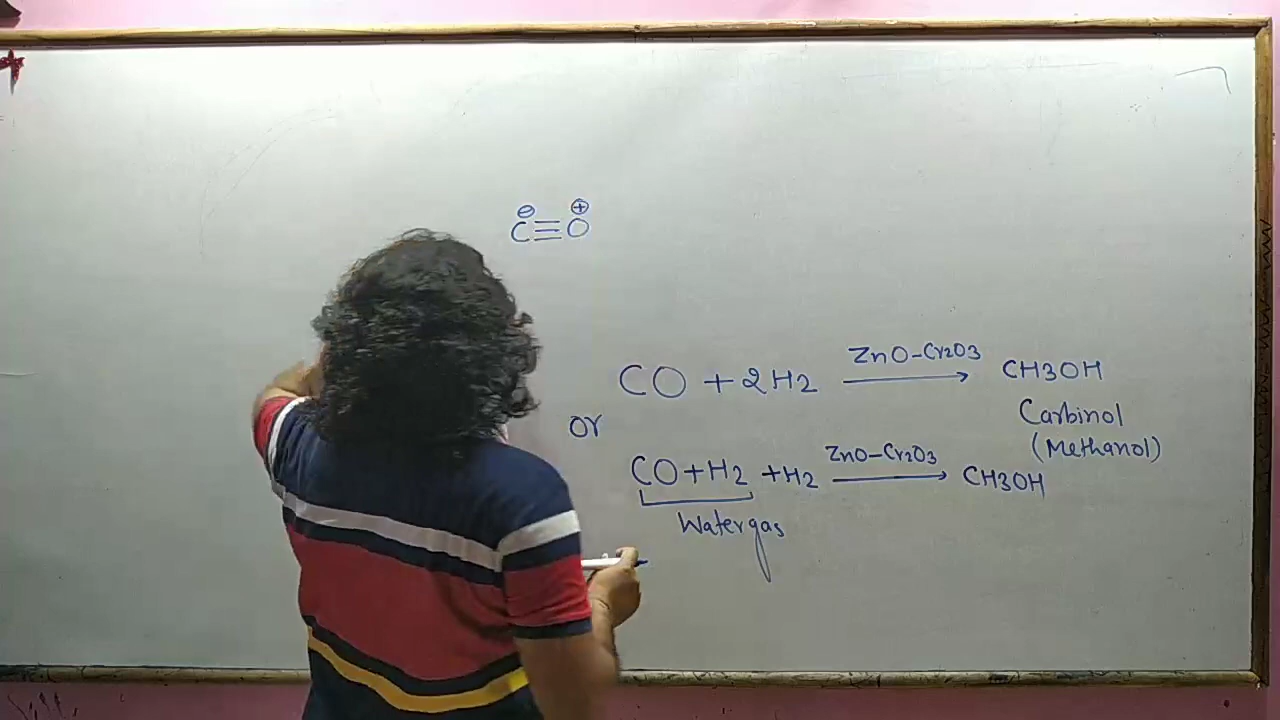 ⊖ ⊕
C≡O
CO + 2H2 ZnO-Cr2O3 → CH3OH
Carbinol
(Methanol)
or
CO+H2 +H2 ZnO-Cr2O3 → CH3OH
Watergas